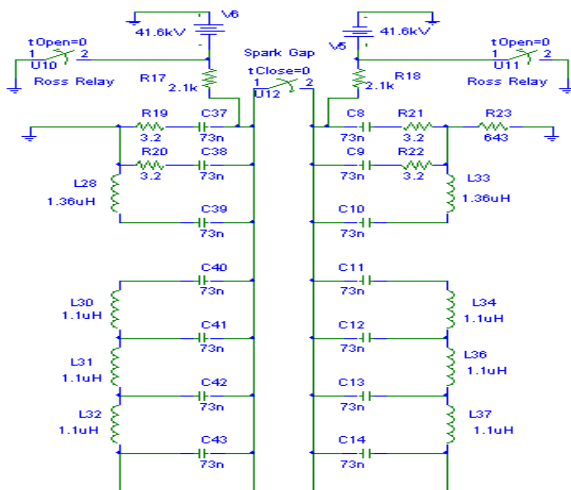 V6
41.6kV
V5
41.6kV
tOpen=0
1 2
U10
Ross Relay
Spark Gap
tClose=0
1 2
U12
tOpen=0
1 2
U11
Ross Relay
R17
2.1k
R18
2.1k
R19
3.2
C37
73n
C8
73n
R21
3.2
R23
643
R20
3.2
C38
73n
C9
73n
R22
3.2
L28
1.36uH
L33
1.36uH
C39
73n
C10
73n
C40
73n
C11
73n
L30
1.1uH
L34
1.1uH
C41
73n
C12
73n
L31
1.1uH
L36
1.1uH
C42
73n
C13
73n
L32
1.1uH
L37
1.1uH
C43
73n
C14
73n